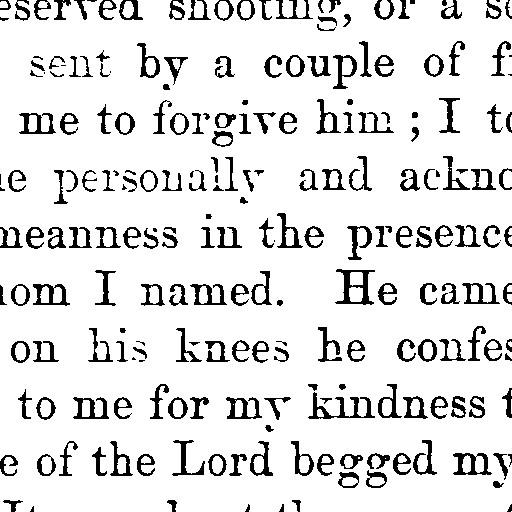 eserved shooting, or a s
sent by a couple of f
me to forgive him ; I to
e personally and ackno
meanness in the presence
hom I named. He came
on his knees he confes
to me for my kindness t
e of the Lord begged my